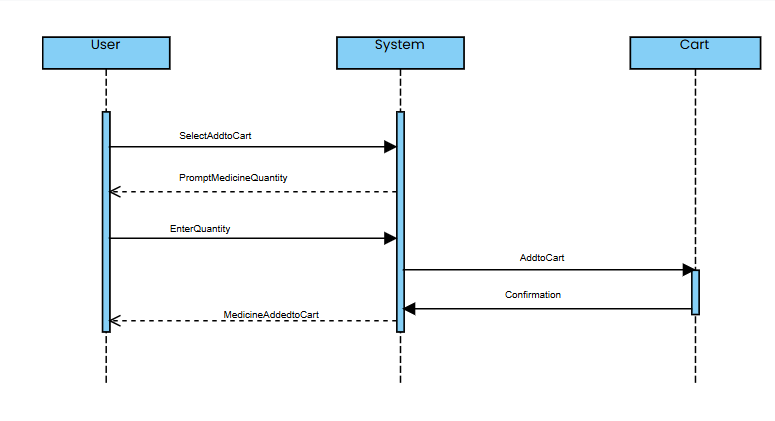 User
System
Cart
SelectAddtoCart
PromptMedicineQuantity
EnterQuantity
AddtoCart
Confirmation
MedicineAddedtoCart